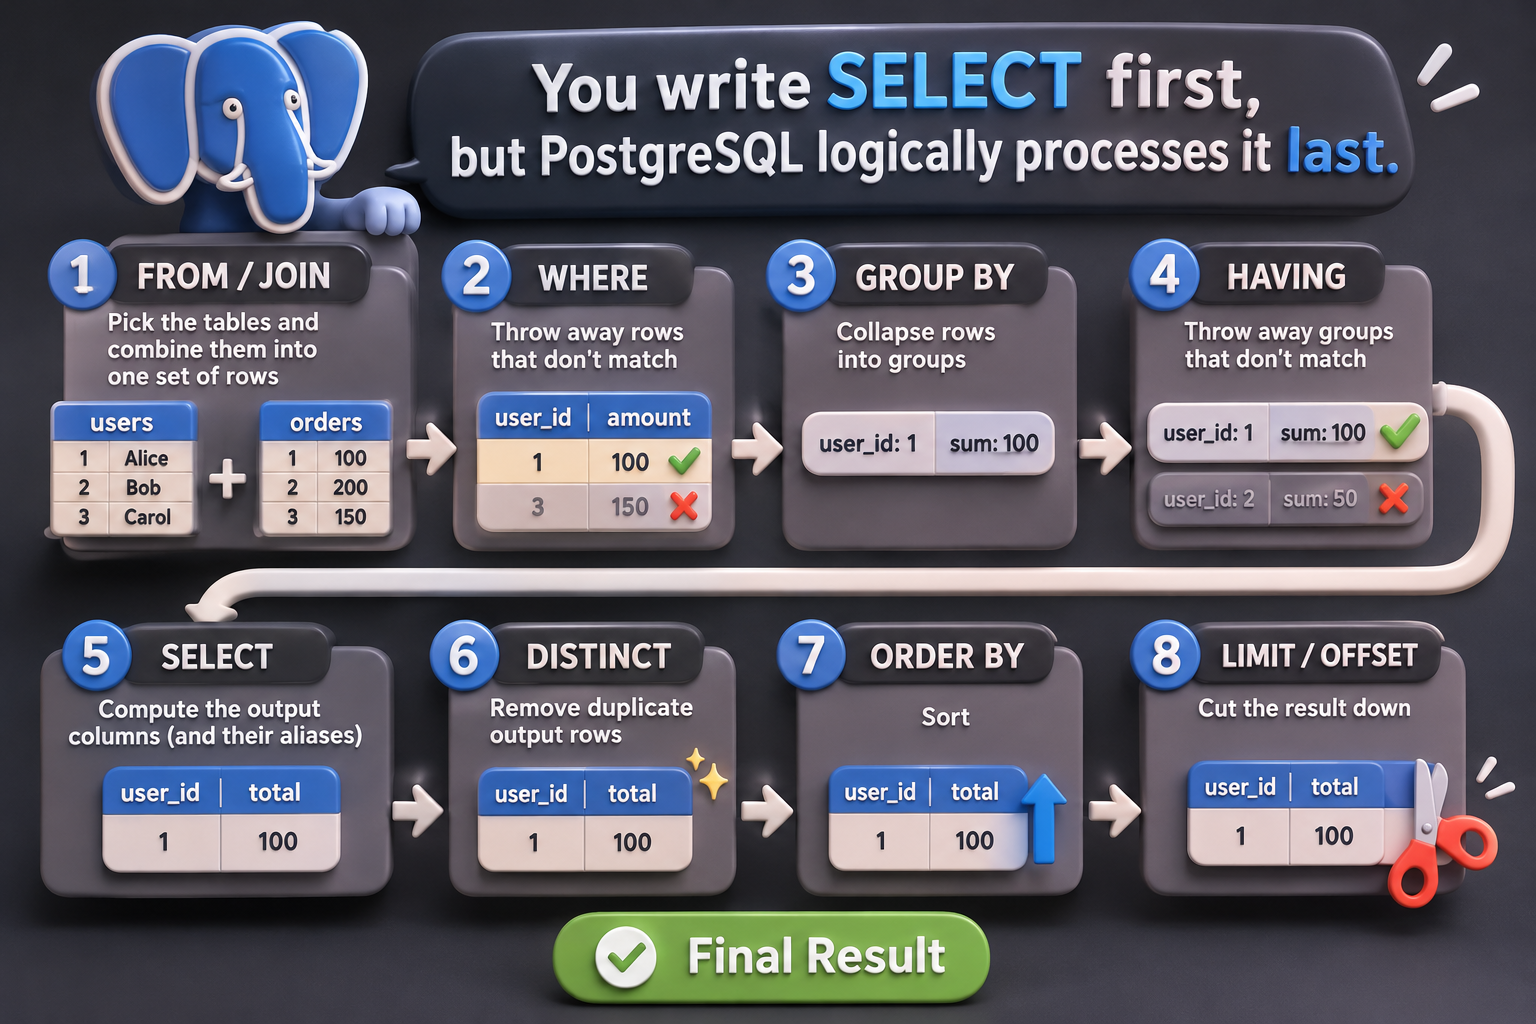 You write SELECT first,
but PostgreSQL logically processes it last.
1 FROM / JOIN
Pick the tables and
combine them into
one set of rows
users
1 Alice
2 Bob
3 Carol
+
orders
1 100
2 200
3 150
2 WHERE
Throw away rows
that don't match
user_id amount
1 100
3 150
3 GROUP BY
Collapse rows
into groups
user_id: 1 sum: 100
4 HAVING
Throw away groups
that don't match
user_id: 1 sum: 100
user_id: 2 sum: 50
5 SELECT
Compute the output
columns (and their aliases)
user_id total
1 100
6 DISTINCT
Remove duplicate
output rows
user_id total
1 100
7 ORDER BY
Sort
user_id total
1 100
8 LIMIT / OFFSET
Cut the result down
user_id total
1 100
Final Result